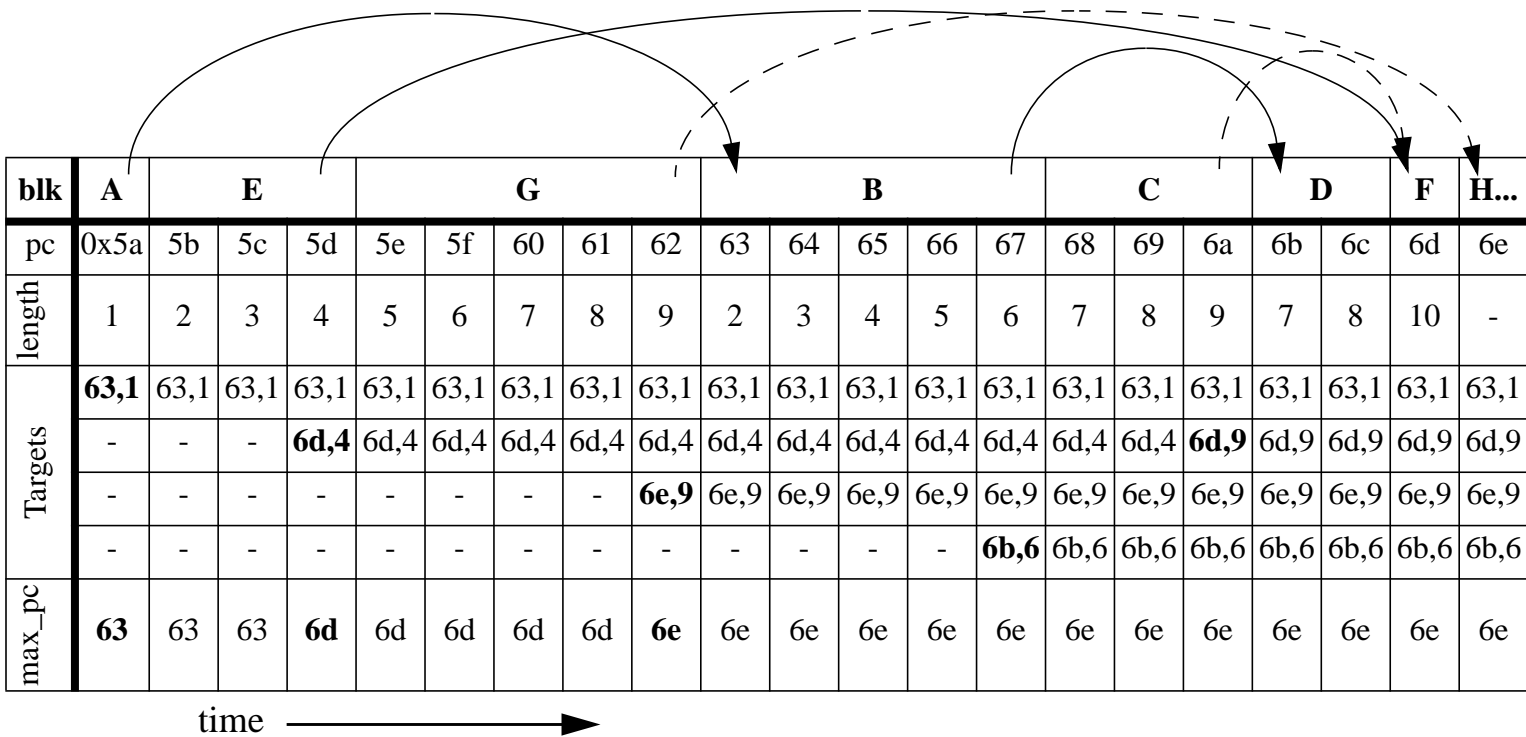 blk A E G B C D F H...
pc 0x5a 5b 5c 5d 5e 5f 60 61 62 63 64 65 66 67 68 69 6a 6b 6c 6d 6e
length 1 2 3 4 5 6 7 8 9 2 3 4 5 6 7 8 9 7 8 10 -
Targets
63,1 63,1 63,1 63,1 63,1 63,1 63,1 63,1 63,1 63,1 63,1 63,1 63,1 63,1 63,1 63,1 63,1 63,1 63,1 63,1 63,1
- - - 6d,4 6d,4 6d,4 6d,4 6d,4 6d,4 6d,4 6d,4 6d,4 6d,4 6d,4 6d,4 6d,4 6d,9 6d,9 6d,9 6d,9 6d,9
- - - - - - - - 6e,9 6e,9 6e,9 6e,9 6e,9 6e,9 6e,9 6e,9 6e,9 6e,9 6e,9 6e,9 6e,9
- - - - - - - - - - - - - 6b,6 6b,6 6b,6 6b,6 6b,6 6b,6 6b,6 6b,6
max_pc 63 63 63 6d 6d 6d 6d 6d 6e 6e 6e 6e 6e 6e 6e 6e 6e 6e 6e 6e 6e
time